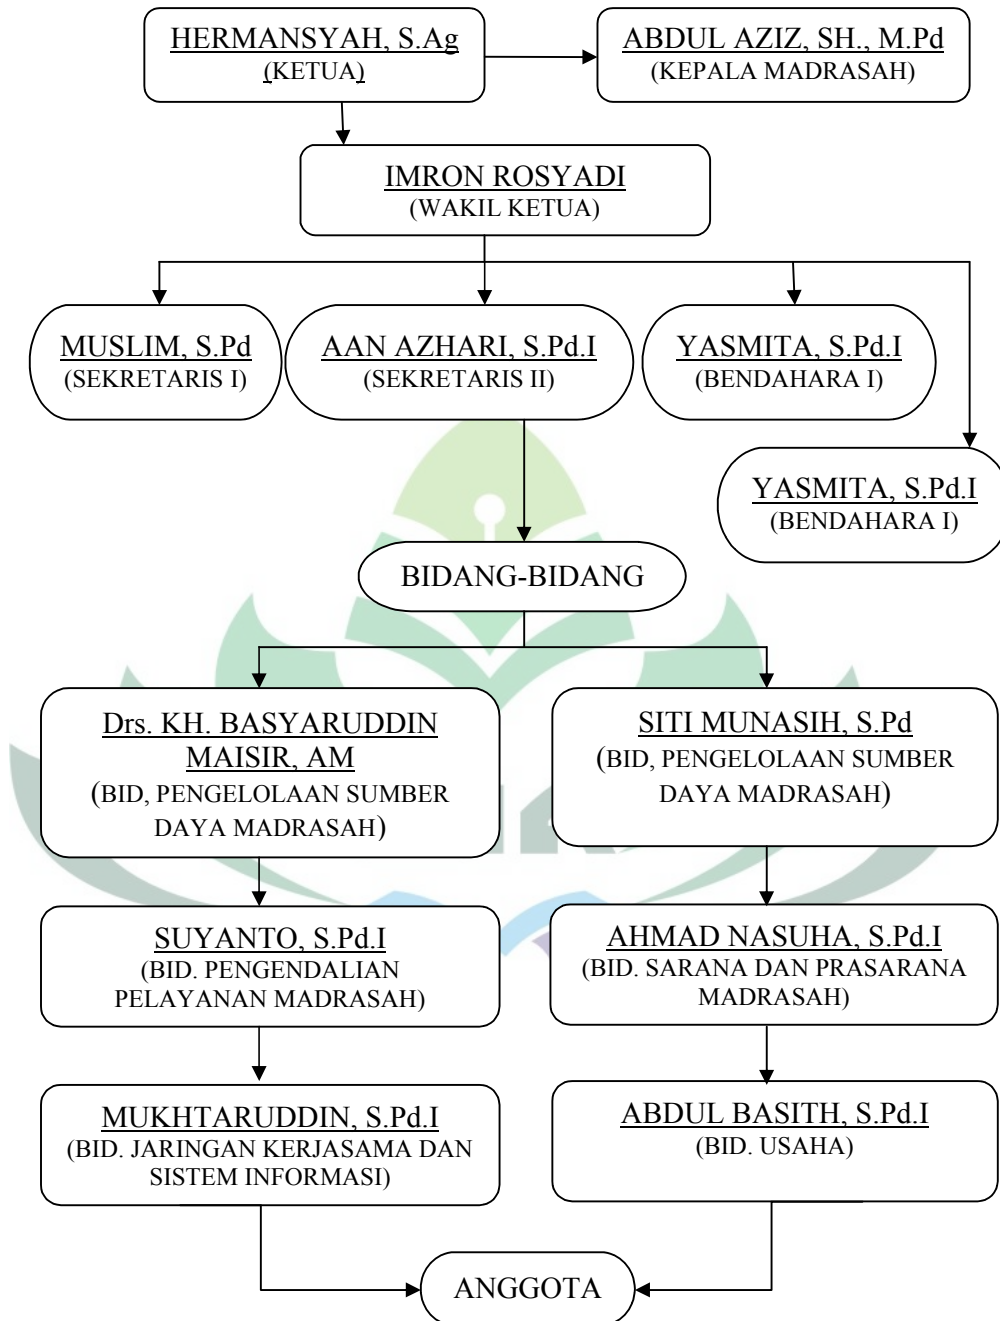 HERMANSYAH, S.Ag
(KETUA)
ABDUL AZIZ, SH., M.Pd
(KEPALA MADRASAH)
IMRON ROSYADI
(WAKIL KETUA)
MUSLIM, S.Pd
(SEKRETARIS I)
AAN AZHARI, S.Pd.I
(SEKRETARIS II)
YASMITA, S.Pd.I
(BENDAHARA I)
YASMITA, S.Pd.I
(BENDAHARA I)
BIDANG-BIDANG
Drs. KH. BASYARUDDIN
MAISIR, AM
(BID, PENGELOLAAN SUMBER
DAYA MADRASAH)
SITI MUNASIH, S.Pd
(BID, PENGELOLAAN SUMBER
DAYA MADRASAH)
SUYANTO, S.Pd.I
(BID. PENGENDALIAN
PELAYANAN MADRASAH)
AHMAD NASUHA, S.Pd.I
(BID. SARANA DAN PRASARANA
MADRASAH)
MUKHTARUDDIN, S.Pd.I
(BID. JARINGAN KERJASAMA DAN
SISTEM INFORMASI)
ABDUL BASITH, S.Pd.I
(BID. USAHA)
ANGGOTA